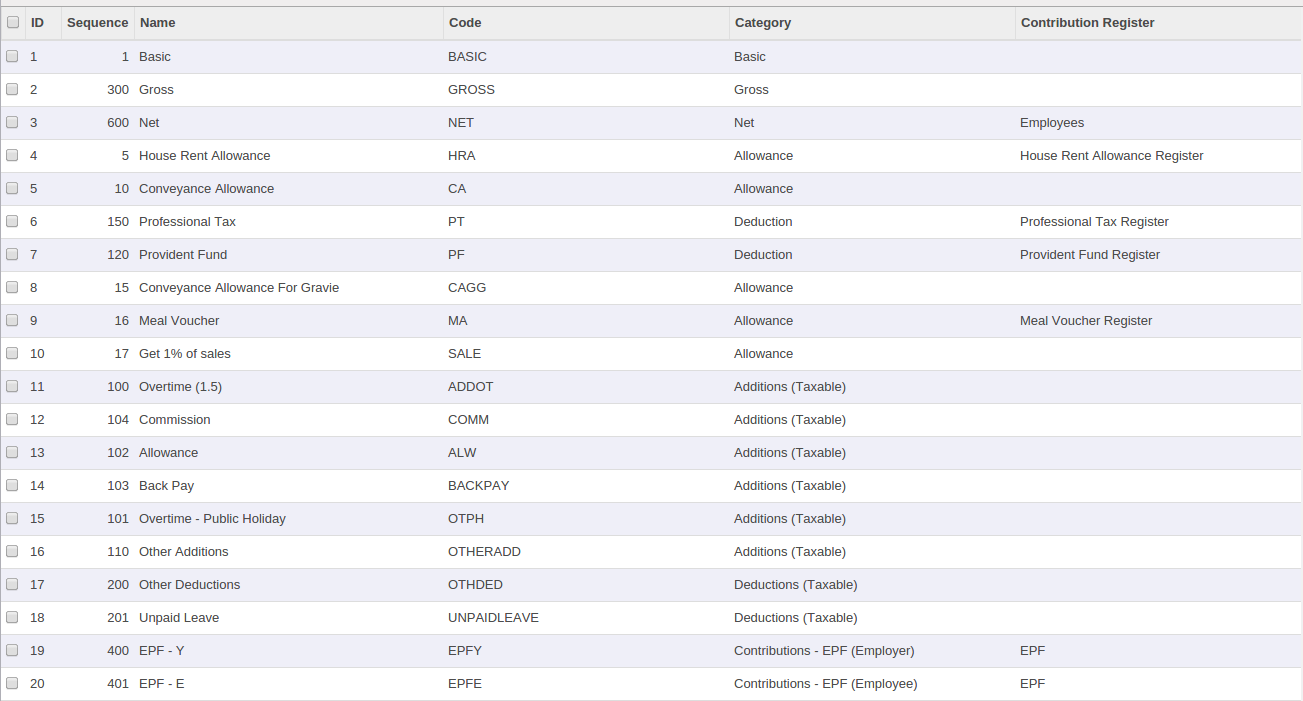 ID Sequence Name Code Category Contribution Register
1 1 Basic BASIC Basic
2 300 Gross GROSS Gross
3 600 Net NET Net Employees
4 5 House Rent Allowance HRA Allowance House Rent Allowance Register
5 10 Conveyance Allowance CA Allowance
6 150 Professional Tax PT Deduction Professional Tax Register
7 120 Provident Fund PF Deduction Provident Fund Register
8 15 Conveyance Allowance For Gravie CAGG Allowance
9 16 Meal Voucher MA Allowance Meal Voucher Register
10 17 Get 1% of sales SALE Allowance
11 100 Overtime (1.5) ADDOT Additions (Taxable)
12 104 Commission COMM Additions (Taxable)
13 102 Allowance ALW Additions (Taxable)
14 103 Back Pay BACKPAY Additions (Taxable)
15 101 Overtime - Public Holiday OTPH Additions (Taxable)
16 110 Other Additions OTHERADD Additions (Taxable)
17 200 Other Deductions OTHDED Deductions (Taxable)
18 201 Unpaid Leave UNPAIDLEAVE Deductions (Taxable)
19 400 EPF - Y EPFY Contributions - EPF (Employer) EPF
20 401 EPF - E EPFE Contributions - EPF (Employee) EPF